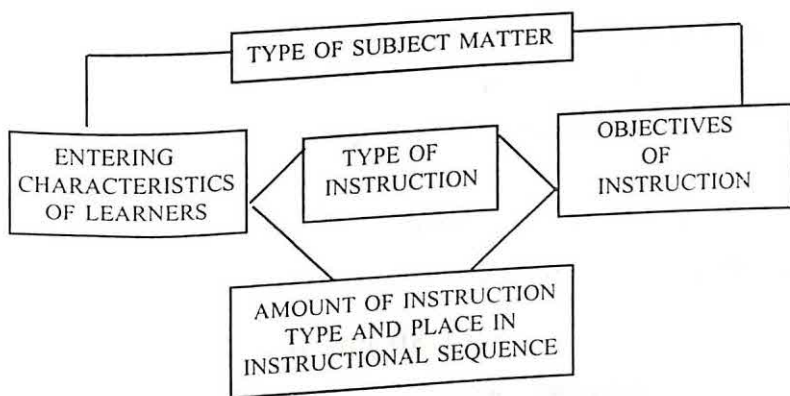 TYPE OF SUBJECT MATTER
ENTERING
CHARACTERISTICS
OF LEARNERS
TYPE OF
INSTRUCTION
OBJECTIVES
OF
INSTRUCTION
AMOUNT OF INSTRUCTION
TYPE AND PLACE IN
INSTRUCTIONAL SEQUENCE